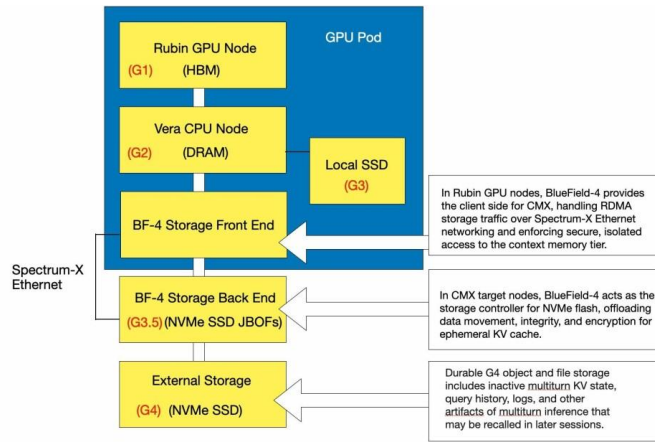 GPU Pod
Rubin GPU Node
(G1) (HBM)
Vera CPU Node
(G2) (DRAM)
Local SSD
(G3)
BF-4 Storage Front End
In Rubin GPU nodes, BlueField-4 provides
the client side for CMX, handling RDMA
storage traffic over Spectrum-X Ethernet
networking and enforcing secure, isolated
access to the context memory tier.
Spectrum-X
Ethernet
BF-4 Storage Back End
(G3.5) (NVMe SSD JBOFs)
In CMX target nodes, BlueField-4 acts as the
storage controller for NVMe flash, offloading
data movement, integrity, and encryption for
ephemeral KV cache.
External Storage
(G4) (NVMe SSD)
Durable G4 object and file storage
includes inactive multiturn KV state,
query history, logs, and other
artifacts of multiturn inference that
may be recalled in later sessions.